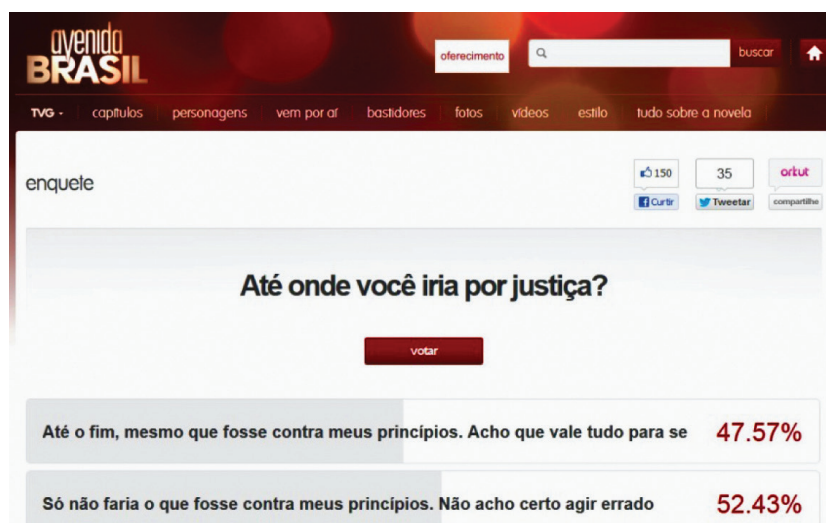 avenida
BRASIL
oferecimento
buscar
TVG
capítulos personagens vem por aí bastidores fotos vídeos estilo tudo sobre a novela
enquete
150 35 orkut
Curtir Tweetar compartilhe
Até onde você iria por justiça?
votar
Até o fim, mesmo que fosse contra meus princípios. Acho que vale tudo para se 47.57%
Só não faria o que fosse contra meus princípios. Não acho certo agir errado 52.43%